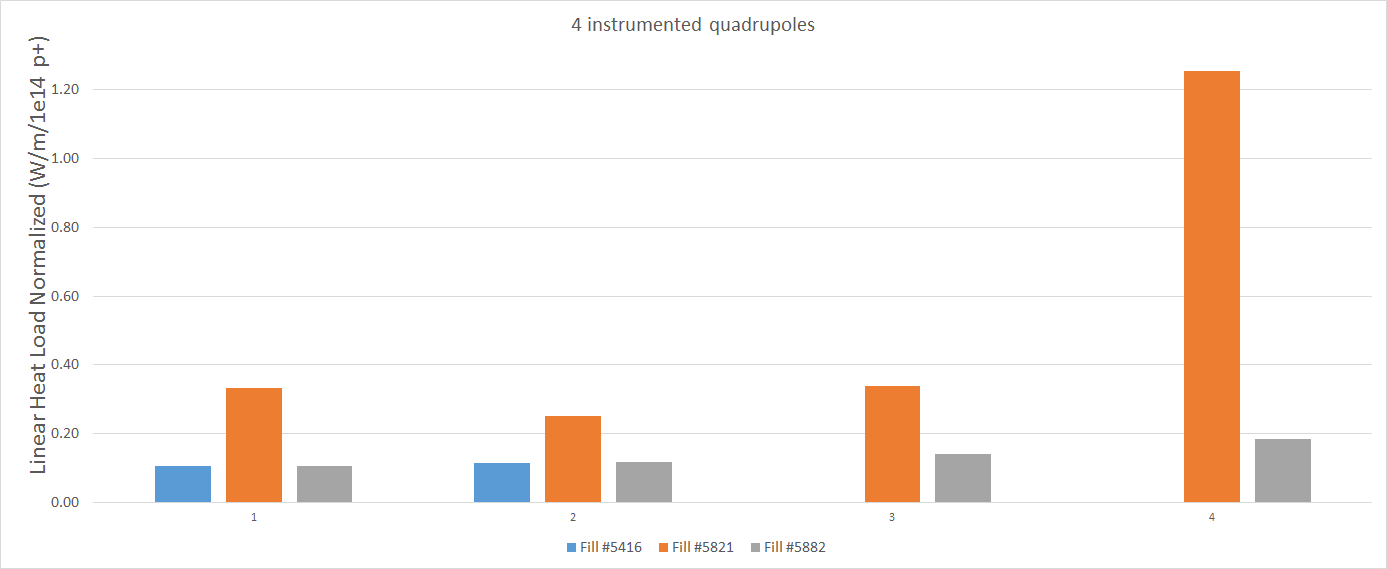 4 instrumented quadrupoles
Linear Heat Load Normalized (W/m/1e14 p+)
1.20
1.00
0.80
0.60
0.40
0.20
0.00
1 2 3 4
Fill #5416 Fill #5821 Fill #5882